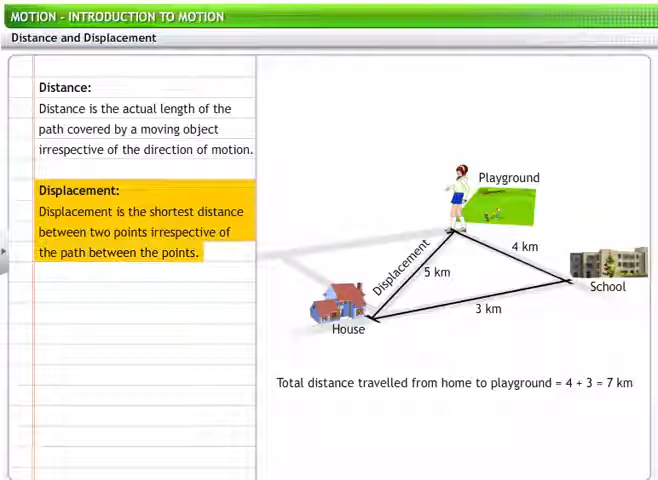 MOTION - INTRODUCTION TO MOTION
Distance and Displacement
Distance:
Distance is the actual length of the
path covered by a moving object
irrespective of the direction of motion.
Displacement:
Displacement is the shortest distance
between two points irrespective of
the path between the points.
Playground
4 km
Displacement
5 km
School
3 km
House
Total distance travelled from home to playground = 4 + 3 = 7 km